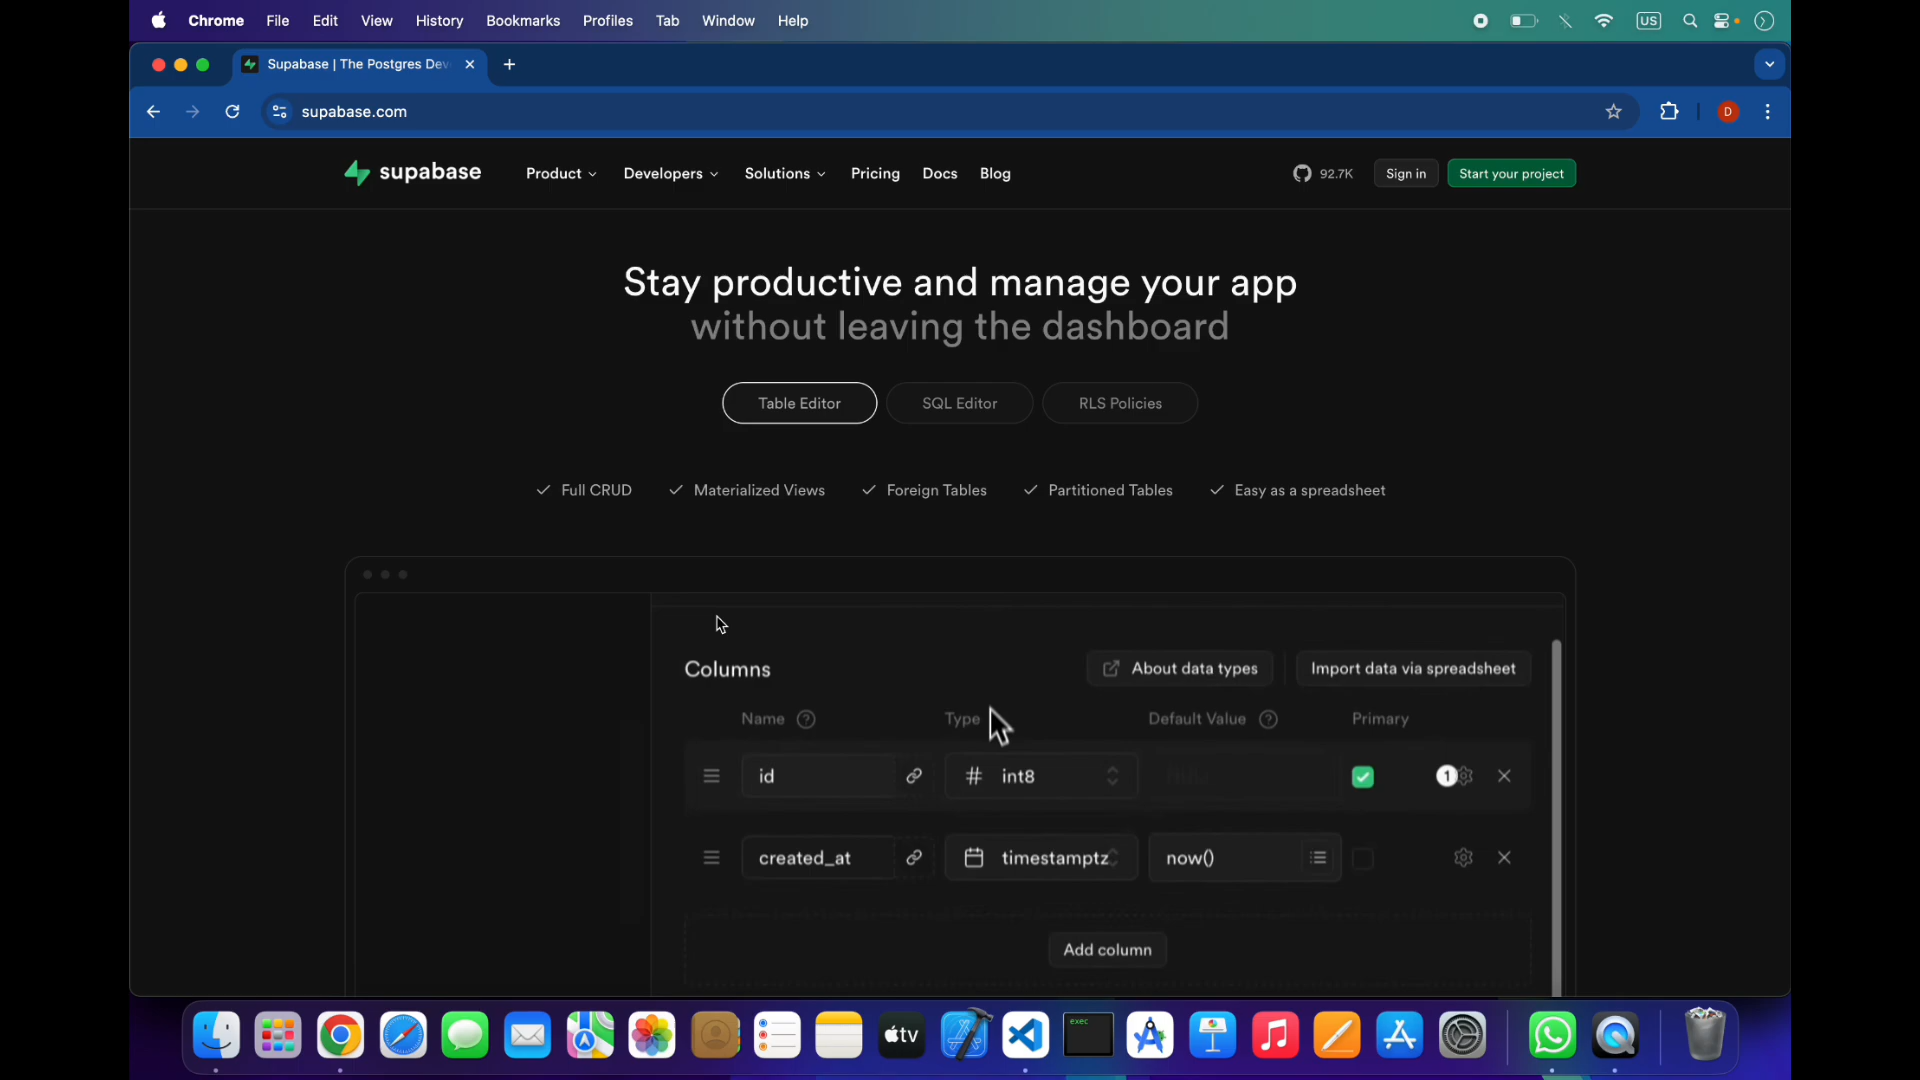 Chrome File Edit View History Bookmarks Profiles Tab Window Help
US
Supabase | The Postgres Dev
supabase.com
D
supabase Product Developers Solutions Pricing Docs Blog 92.7K Sign in Start your project
Stay productive and manage your app
without leaving the dashboard
Table Editor SQL Editor RLS Policies
Full CRUD Materialized Views Foreign Tables Partitioned Tables Easy as a spreadsheet
Columns About data types Import data via spreadsheet
Name Type Default Value Primary
id # int8 1
created_at timestamptz now()
Add column
exec
tv